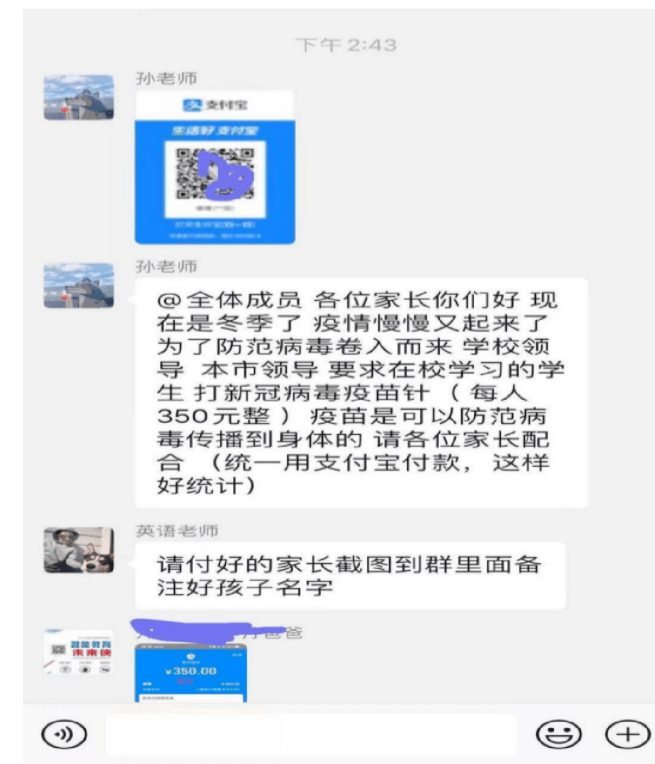 下午 2:43
孙老师
支付宝
生活好 支付宝
孙老师
@全体成员 各位家长你们好 现
在是冬季了 疫情慢慢又起来了
为了防范病毒卷入而来 学校领
导 本市领导 要求在校学习的学
生 打新冠病毒疫苗针（ 每人
350元整 ）疫苗是可以防范病
毒传播到身体的 请各位家长配
合 （统一用支付宝付款，这样
好统计）
英语老师
请付好的家长截图到群里面备
注好孩子名字
爸
未来侠
¥350.00